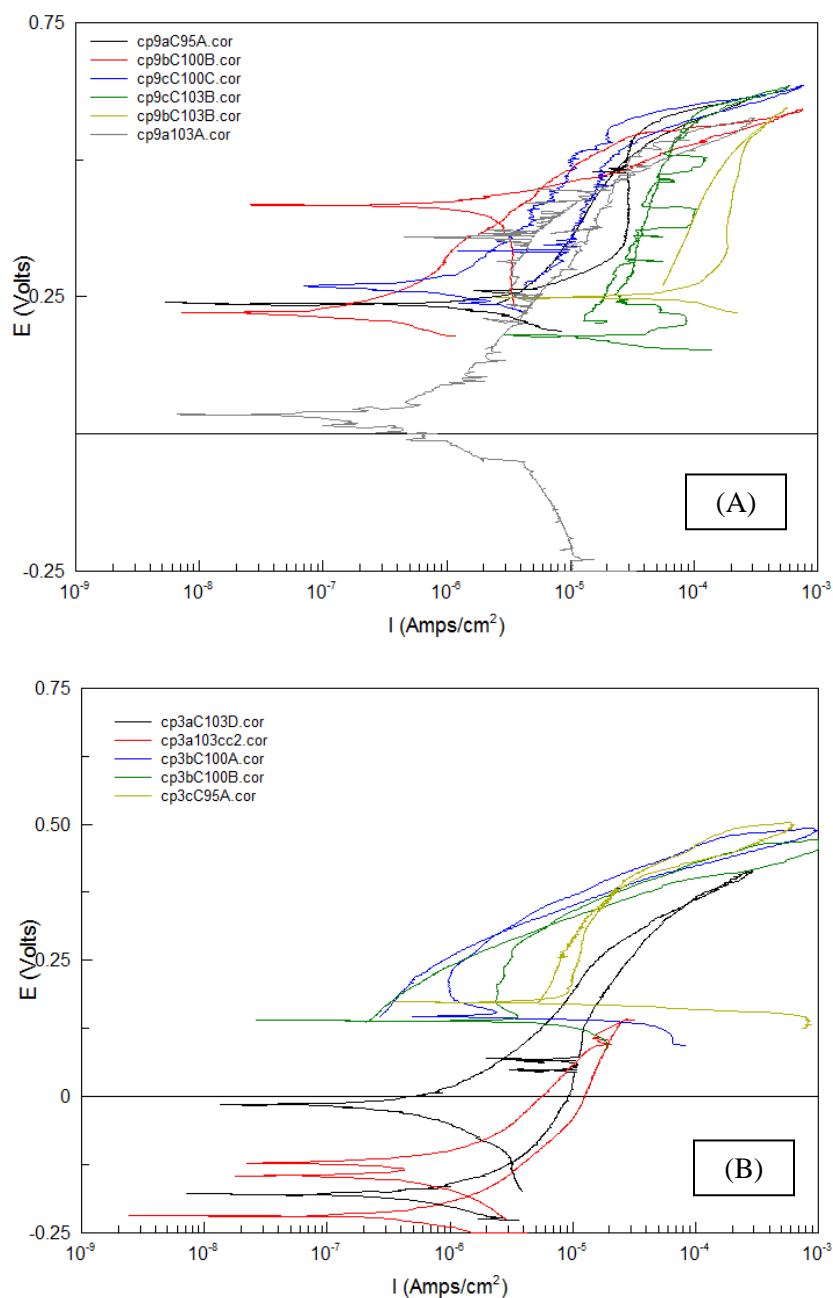 0.75
cp9aC95A.cor
cp9bC100B.cor
cp9cC100C.cor
cp9cC103B.cor
cp9bC103B.cor
cp9a103A.cor
E (Volts)
0.25
(A)
-0.25
10⁻⁹ 10⁻⁸ 10⁻⁷ 10⁻⁶ 10⁻⁵ 10⁻⁴ 10⁻³
I (Amps/cm²)
0.75
cp3aC103D.cor
cp3a103cc2.cor
cp3bC100A.cor
cp3bC100B.cor
cp3cC95A.cor
0.50
E (Volts)
0.25
0
(B)
-0.25
10⁻⁹ 10⁻⁸ 10⁻⁷ 10⁻⁶ 10⁻⁵ 10⁻⁴ 10⁻³
I (Amps/cm²)